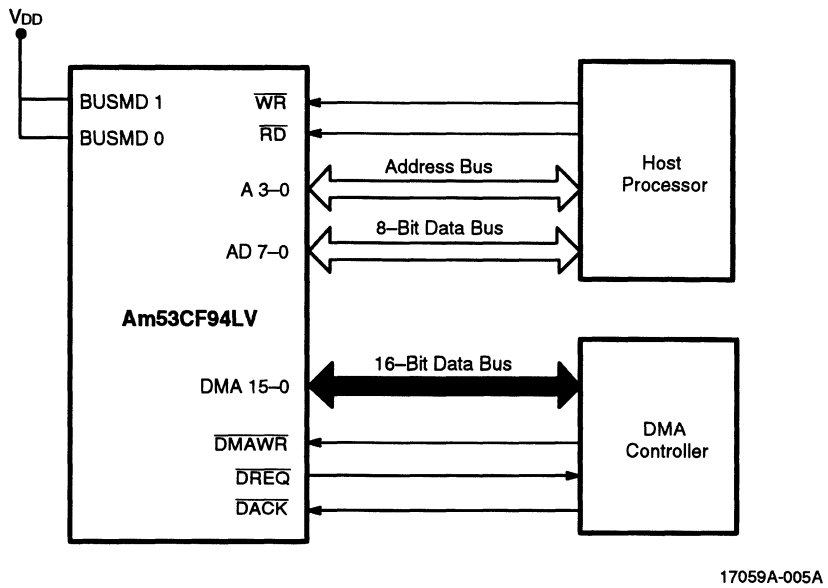 VDD
BUSMD 1
BUSMD 0
WR
RD
A 3–0
AD 7–0
Am53CF94LV
DMA 15–0
DMAWR
DREQ
DACK
Address Bus
8–Bit Data Bus
16–Bit Data Bus
Host
Processor
DMA
Controller
17059A-005A